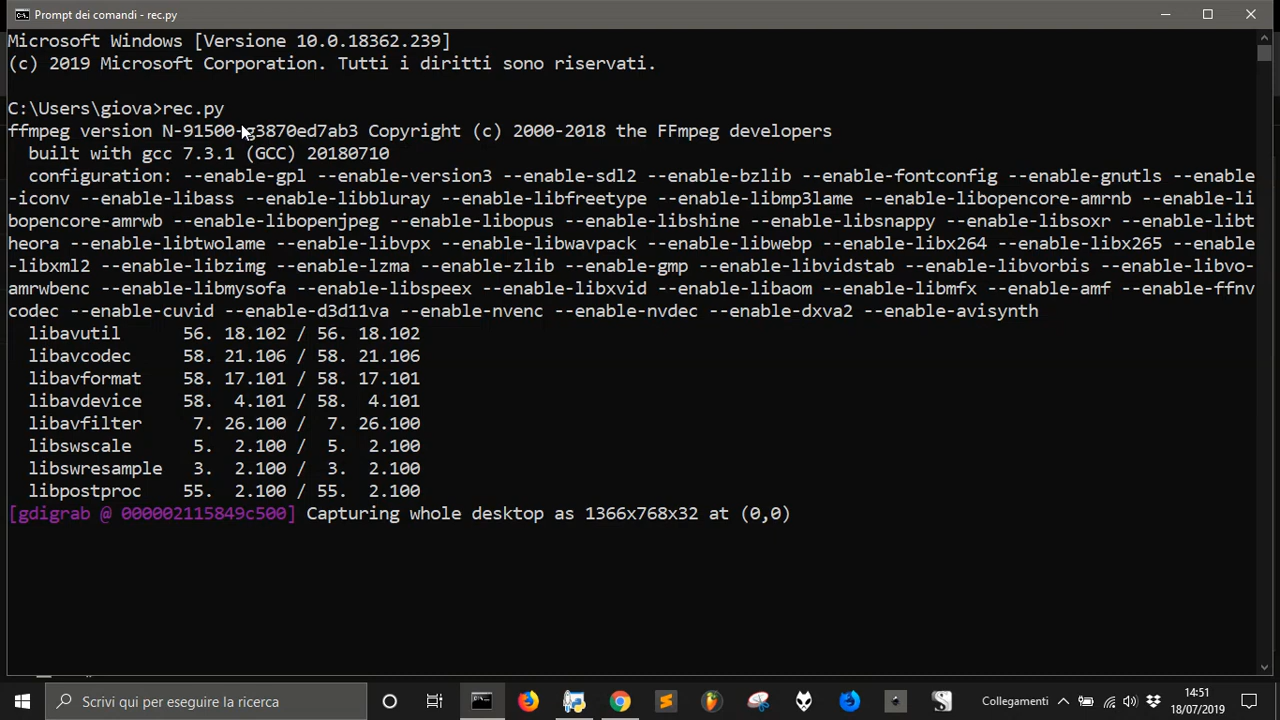 Prompt dei comandi - rec.py
Microsoft Windows [Versione 10.0.18362.239]
(c) 2019 Microsoft Corporation. Tutti i diritti sono riservati.
C:\Users\giova>rec.py
ffmpeg version N-91500-g3870ed7ab3 Copyright (c) 2000-2018 the FFmpeg developers
built with gcc 7.3.1 (GCC) 20180710
configuration: --enable-gpl --enable-version3 --enable-sdl2 --enable-bzlib --enable-fontconfig --enable-gnutls --enable
-iconv --enable-libass --enable-libbluray --enable-libfreetype --enable-libmp3lame --enable-libopencore-amrnb --enable-li
bopencore-amrwb --enable-libopenjpeg --enable-libopus --enable-libshine --enable-libsnappy --enable-libsoxr --enable-libt
heora --enable-libtwolame --enable-libvpx --enable-libwavpack --enable-libwebp --enable-libx264 --enable-libx265 --enable
-libxml2 --enable-libzimg --enable-lzma --enable-zlib --enable-gmp --enable-libvidstab --enable-libvorbis --enable-libvo-
amrwbenc --enable-libmysofa --enable-libspeex --enable-libxvid --enable-libaom --enable-libmfx --enable-amf --enable-ffnv
codec --enable-cuvid --enable-d3d11va --enable-nvenc --enable-nvdec --enable-dxva2 --enable-avisynth
libavutil 56. 18.102 / 56. 18.102
libavcodec 58. 21.106 / 58. 21.106
libavformat 58. 17.101 / 58. 17.101
libavdevice 58. 4.101 / 58. 4.101
libavfilter 7. 26.100 / 7. 26.100
libswscale 5. 2.100 / 5. 2.100
libswresample 3. 2.100 / 3. 2.100
libpostproc 55. 2.100 / 55. 2.100
[gdigrab @ 000002115849c500] Capturing whole desktop as 1366x768x32 at (0,0)
Scrivi qui per eseguire la ricerca
Collegamenti
14:51
18/07/2019